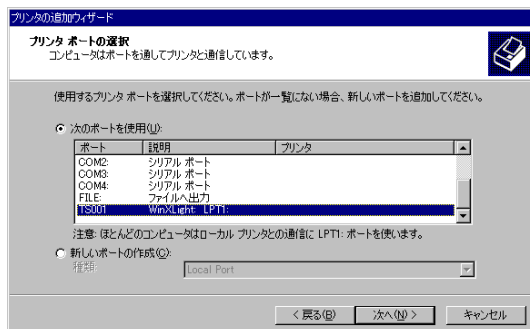 プリンタの追加ウィザード
プリンタ ポートの選択
コンピュータはポートを通してプリンタと通信しています。
使用するプリンタ ポートを選択してください。ポートが一覧にない場合、新しいポートを追加してください。
次のポートを使用(U):
ポート 説明 プリンタ
COM2: シリアル ポート
COM3: シリアル ポート
COM4: シリアル ポート
FILE: ファイルへ出力
TS001 WinXLight LPT1:
注意: ほとんどのコンピュータはローカル プリンタとの通信に LPT1: ポートを使います。
新しいポートの作成(C):
種類: Local Port
< 戻る(B) 次へ(N) > キャンセル